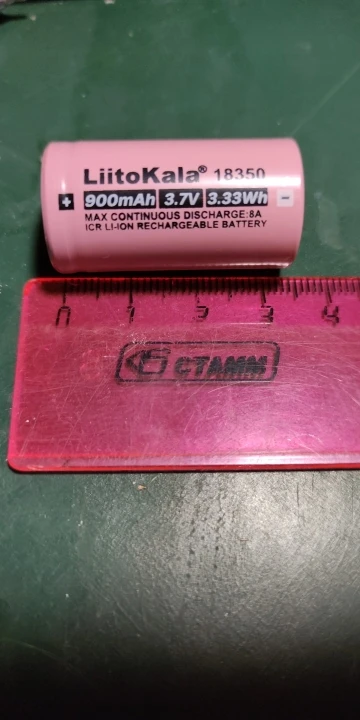 LiitoKala® 18350
+ 900mAh 3.7V 3.33Wh -
MAX CONTINUOUS DISCHARGE:8A
ICR LI-ION RECHARGEABLE BATTERY
0 1 2 3 4
СТАММ